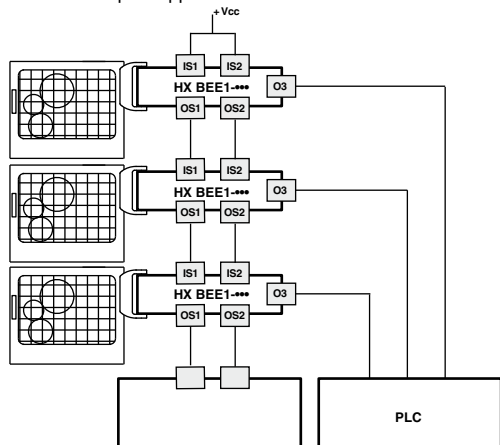 + Vcc
IS1 IS2
HX BEE1-••• O3
OS1 OS2
IS1 IS2
HX BEE1-••• O3
OS1 OS2
IS1 IS2
HX BEE1-••• O3
OS1 OS2
PLC